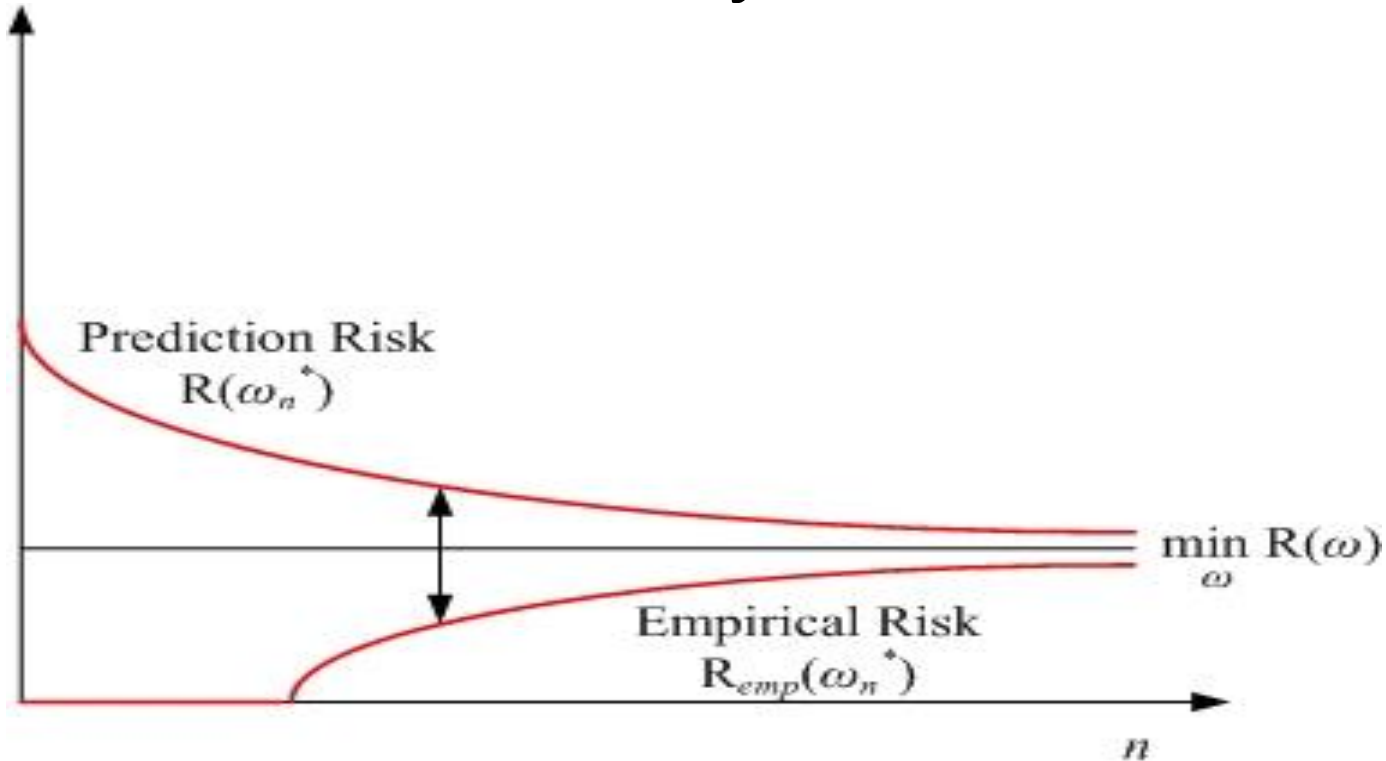 Prediction Risk
R(ωₙ*)
min R(ω)
ω
Empirical Risk
Rₑₘₚ(ωₙ*)
n